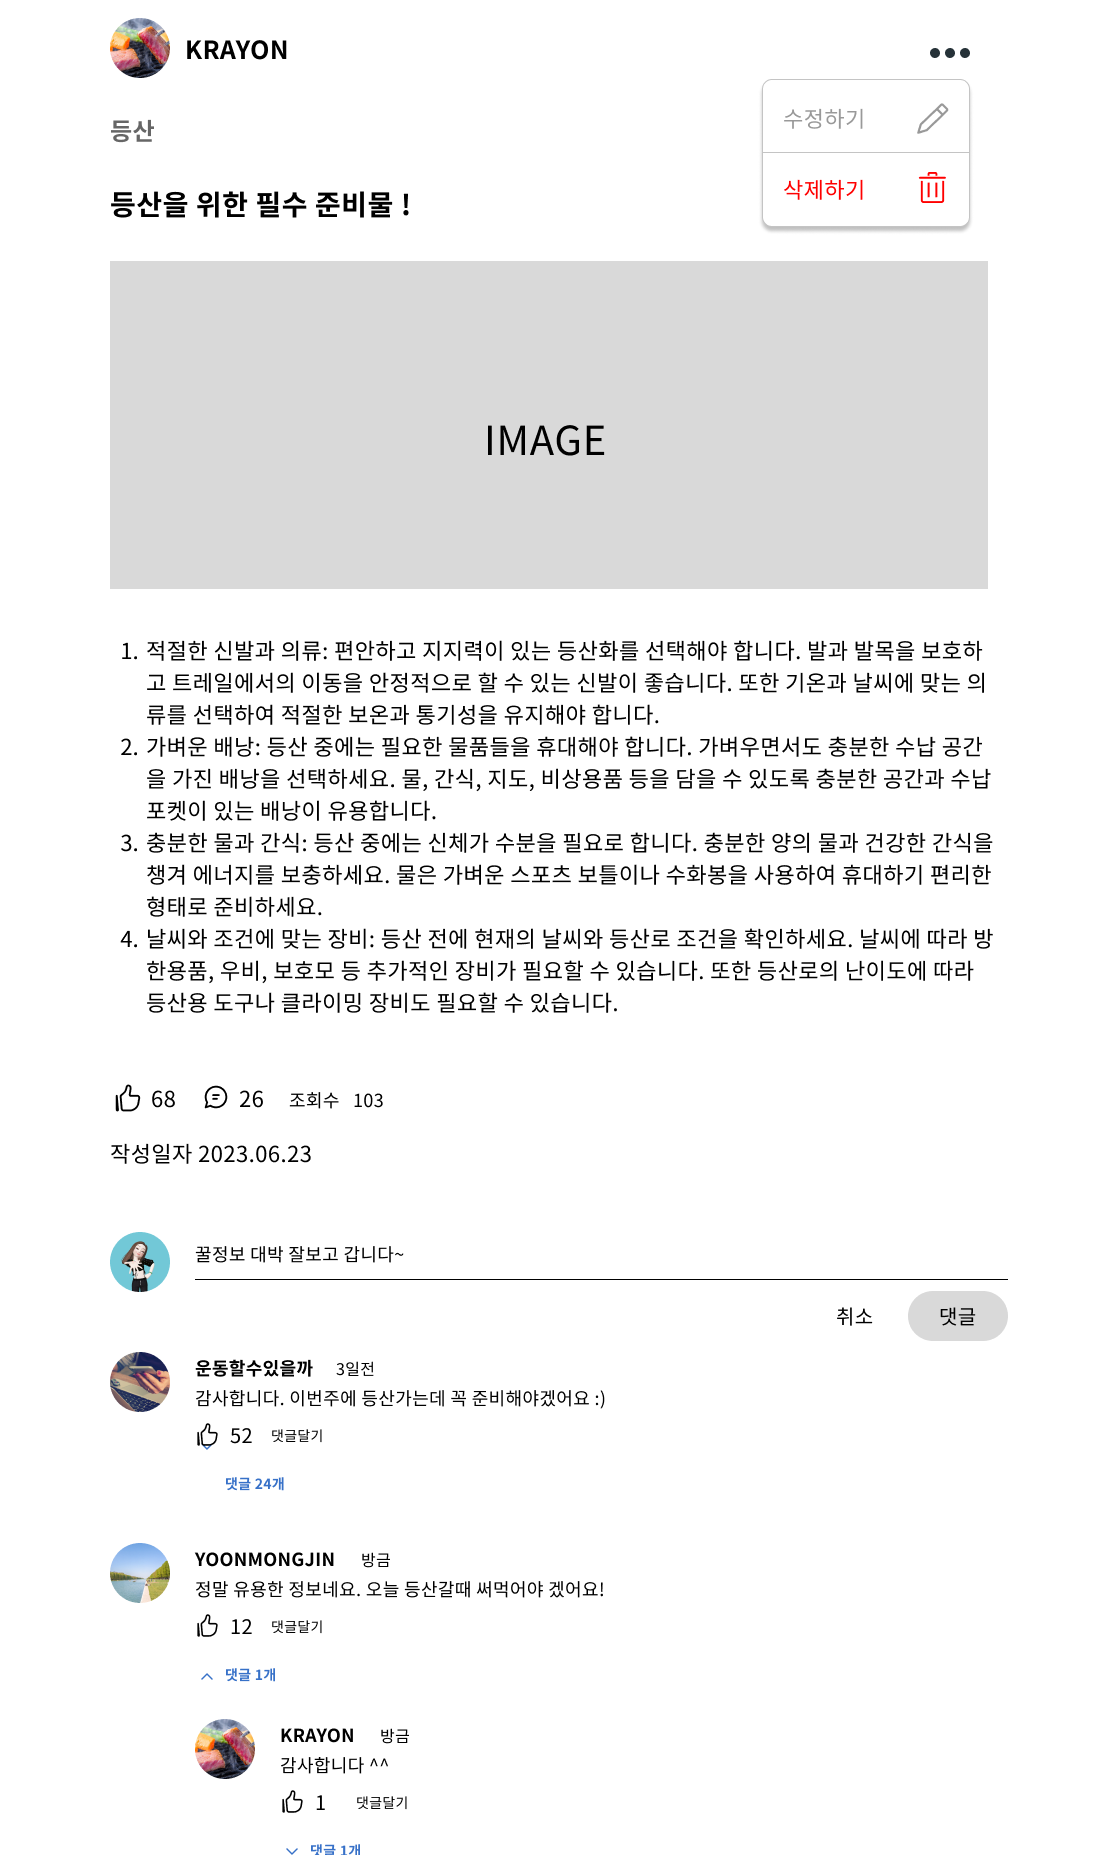 KRAYON
수정하기
등산
삭제하기
등산을 위한 필수 준비물 !
IMAGE
1. 적절한 신발과 의류: 편안하고 지지력이 있는 등산화를 선택해야 합니다. 발과 발목을 보호하
고 트레일에서의 이동을 안정적으로 할 수 있는 신발이 좋습니다. 또한 기온과 날씨에 맞는 의
류를 선택하여 적절한 보온과 통기성을 유지해야 합니다.
2. 가벼운 배낭: 등산 중에는 필요한 물품들을 휴대해야 합니다. 가벼우면서도 충분한 수납 공간
을 가진 배낭을 선택하세요. 물, 간식, 지도, 비상용품 등을 담을 수 있도록 충분한 공간과 수납
포켓이 있는 배낭이 유용합니다.
3. 충분한 물과 간식: 등산 중에는 신체가 수분을 필요로 합니다. 충분한 양의 물과 건강한 간식을
챙겨 에너지를 보충하세요. 물은 가벼운 스포츠 보틀이나 수화봉을 사용하여 휴대하기 편리한
형태로 준비하세요.
4. 날씨와 조건에 맞는 장비: 등산 전에 현재의 날씨와 등산로 조건을 확인하세요. 날씨에 따라 방
한용품, 우비, 보호모 등 추가적인 장비가 필요할 수 있습니다. 또한 등산로의 난이도에 따라
등산용 도구나 클라이밍 장비도 필요할 수 있습니다.
68 26 조회수 103
작성일자 2023.06.23
꿀정보 대박 잘보고 갑니다~
취소 댓글
운동할수있을까 3일전
감사합니다. 이번주에 등산가는데 꼭 준비해야겠어요 :)
52 댓글달기
댓글 24개
YOONMONGJIN 방금
정말 유용한 정보네요. 오늘 등산갈때 써먹어야 겠어요!
12 댓글달기
댓글 1개
KRAYON 방금
감사합니다 ^^
1 댓글달기
댓글 1개